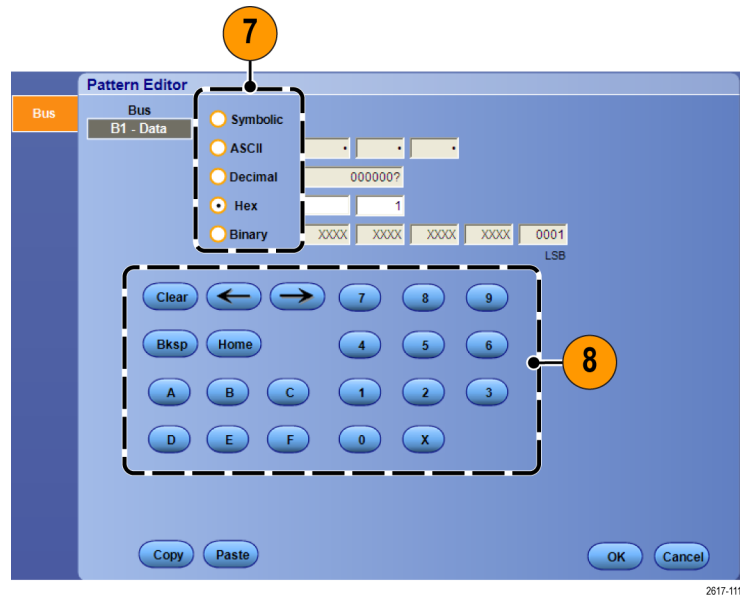 7
Pattern Editor
Bus
Bus
B1 - Data
Symbolic
ASCII
Decimal 000000?
Hex 1
Binary XXXX XXXX XXXX XXXX 0001
LSB
Clear 7 8 9
Bksp Home 4 5 6
8
A B C 1 2 3
D E F 0 X
Copy Paste OK Cancel
2617-111